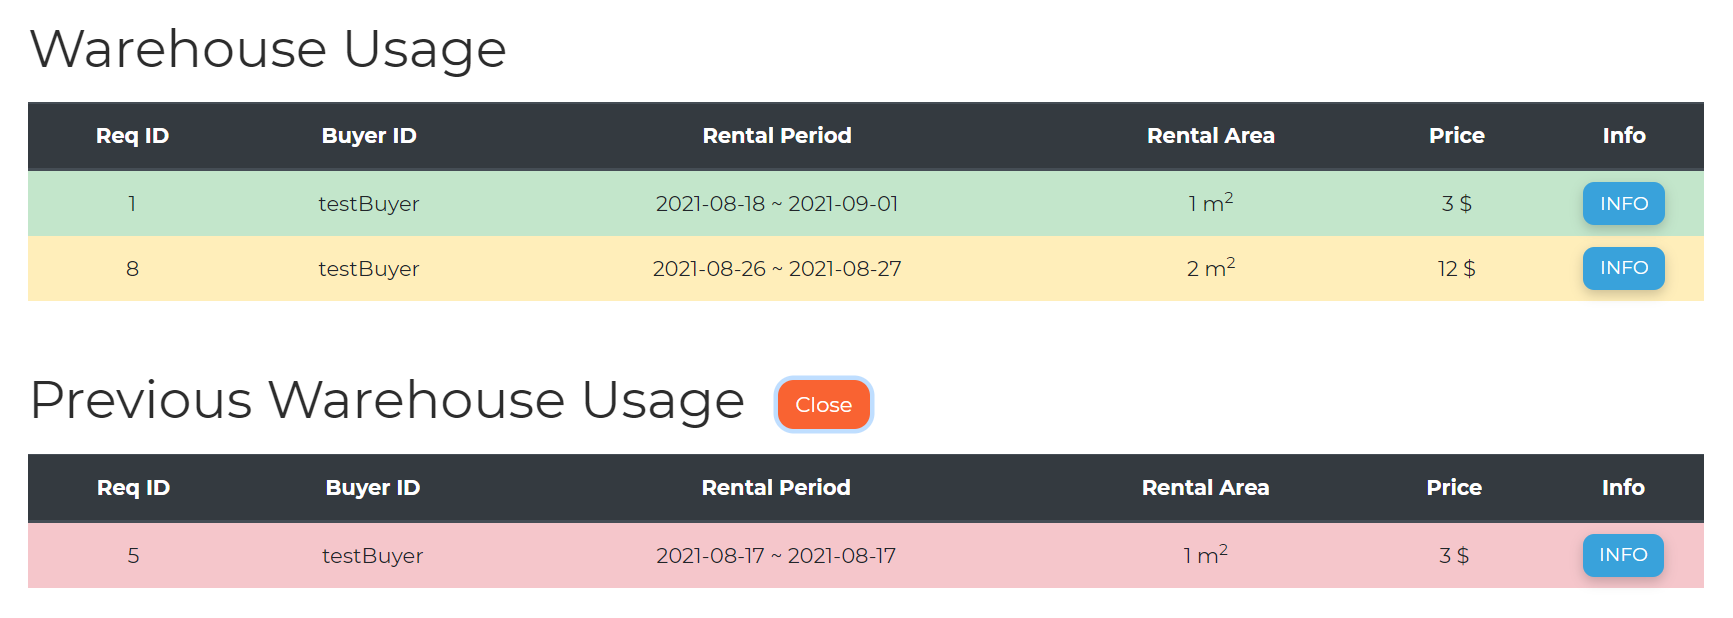 Warehouse Usage
Req ID Buyer ID Rental Period Rental Area Price Info
1 testBuyer 2021-08-18 ~ 2021-09-01 1 m² 3 $ INFO
8 testBuyer 2021-08-26 ~ 2021-08-27 2 m² 12 $ INFO
Previous Warehouse Usage Close
Req ID Buyer ID Rental Period Rental Area Price Info
5 testBuyer 2021-08-17 ~ 2021-08-17 1 m² 3 $ INFO